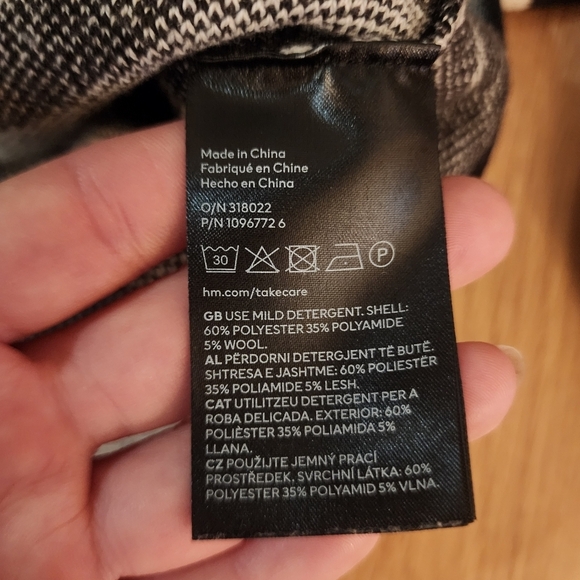 Made in China
Fabriqué en Chine
Hecho en China
O/N 318022
P/N 1096772 6
30
P
hm.com/takecare
GB USE MILD DETERGENT. SHELL:
60% POLYESTER 35% POLYAMIDE
5% WOOL.
AL PËRDORNI DETERGJENT TË BUTË.
SHTRESA E JASHTME: 60% POLIESTËR
35% POLIAMIDE 5% LESH.
CAT UTILITZEU DETERGENT PER A
ROBA DELICADA. EXTERIOR: 60%
POLIÈSTER 35% POLIAMIDA 5%
LLANA.
CZ POUŽIJTE JEMNÝ PRACÍ
PROSTŘEDEK. SVRCHNÍ LÁTKA: 60%
POLYESTER 35% POLYAMID 5% VLNA.